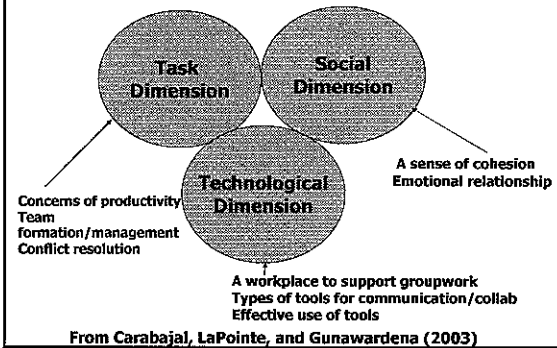 Task
Dimension
Social
Dimension
Technological
Dimension
A sense of cohesion
Emotional relationship
Concerns of productivity
Team
formation/management
Conflict resolution
A workplace to support groupwork
Types of tools for communication/collab
Effective use of tools
From Carabajal, LaPointe, and Gunawardena (2003)